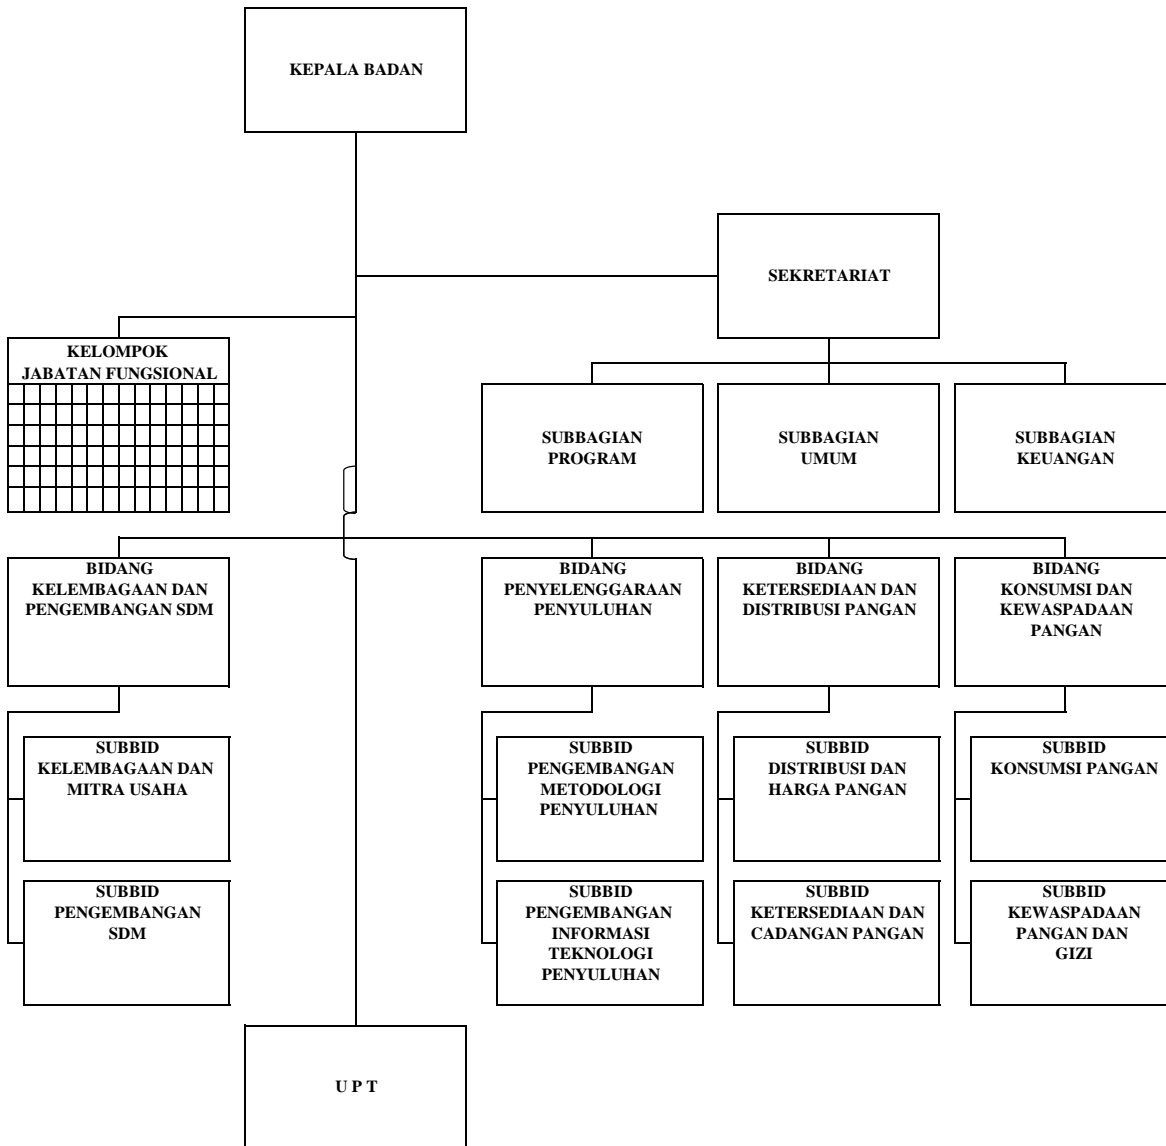 KEPALA BADAN
SEKRETARIAT
KELOMPOK
JABATAN FUNGSIONAL
SUBBAGIAN
PROGRAM
SUBBAGIAN
UMUM
SUBBAGIAN
KEUANGAN
BIDANG
KELEMBAGAAN DAN
PENGEMBANGAN SDM
BIDANG
PENYELENGGARAAN
PENYULUHAN
BIDANG
KETERSEDIAAN DAN
DISTRIBUSI PANGAN
BIDANG
KONSUMSI DAN
KEWASPADAAN
PANGAN
SUBBID
KELEMBAGAAN DAN
MITRA USAHA
SUBBID
PENGEMBANGAN
METODOLOGI
PENYULUHAN
SUBBID
DISTRIBUSI DAN
HARGA PANGAN
SUBBID
KONSUMSI PANGAN
SUBBID
PENGEMBANGAN
SDM
SUBBID
PENGEMBANGAN
INFORMASI
TEKNOLOGI
PENYULUHAN
SUBBID
KETERSEDIAAN DAN
CADANGAN PANGAN
SUBBID
KEWASPADAAN
PANGAN DAN
GIZI
U P T